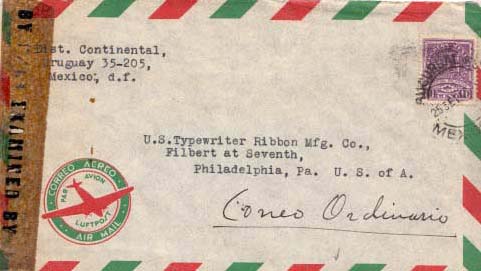 EXAMINED BY
Dist. Continental,
Uruguay 35-205,
Mexico, d.f.
U.S.Typewriter Ribbon Mfg. Co.,
Filbert at Seventh,
Philadelphia, Pa. U. S. of A.
Correo Ordinario
CORREO AEREO
PAR AVION
LUFTPOST
AIR MAIL
MEX